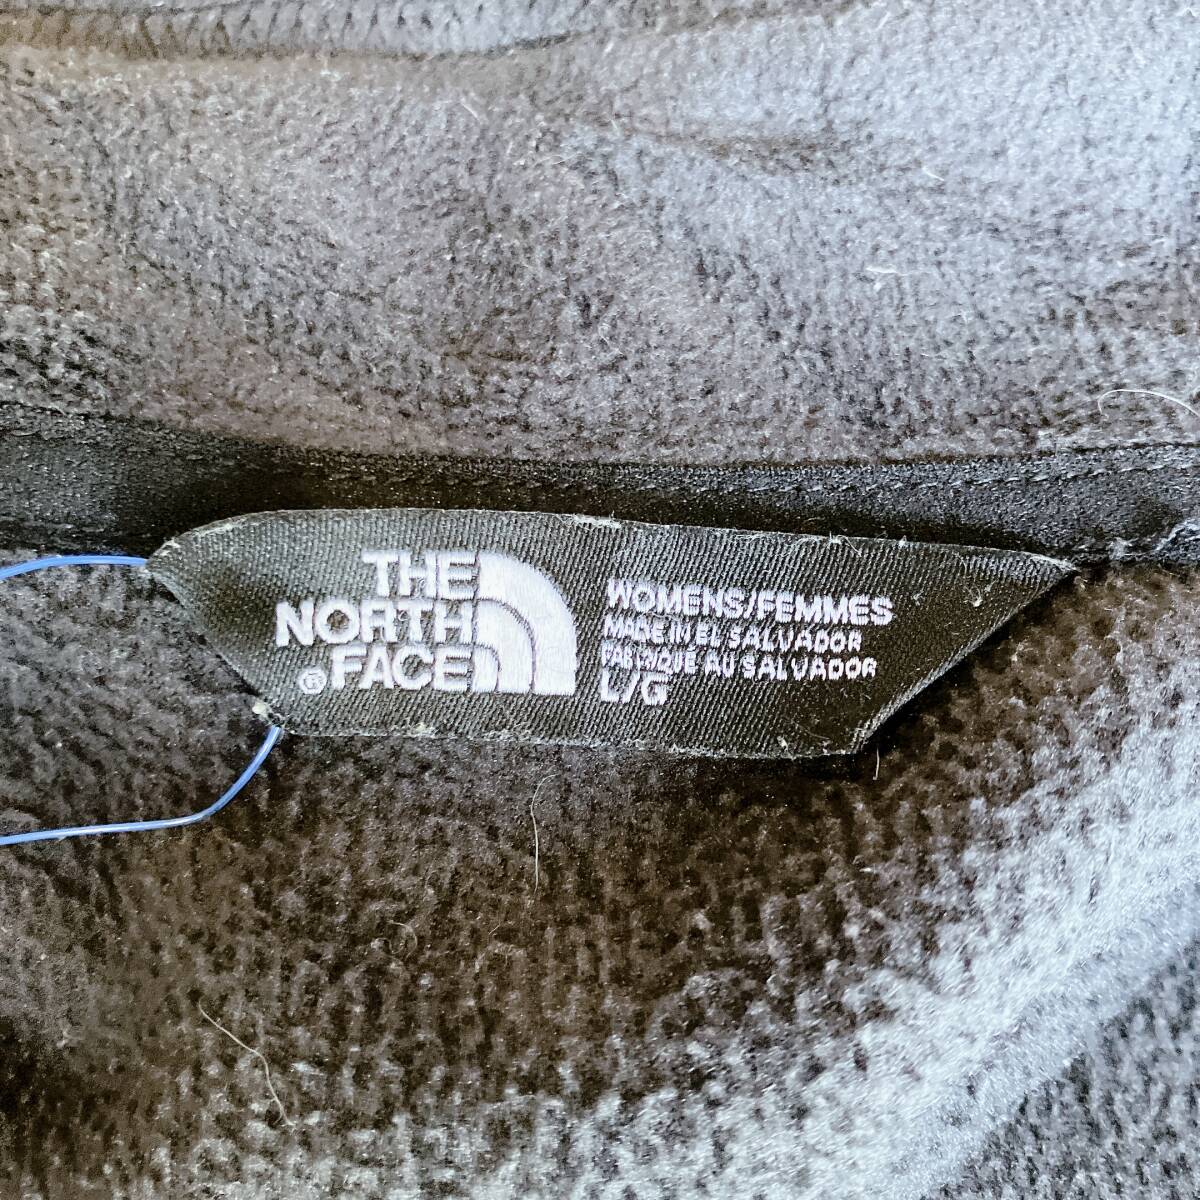 THE
NORTH
® FACE
WOMENS/FEMMES
MADE IN EL SALVADOR
FABRIQUÉ AU SALVADOR
L/G